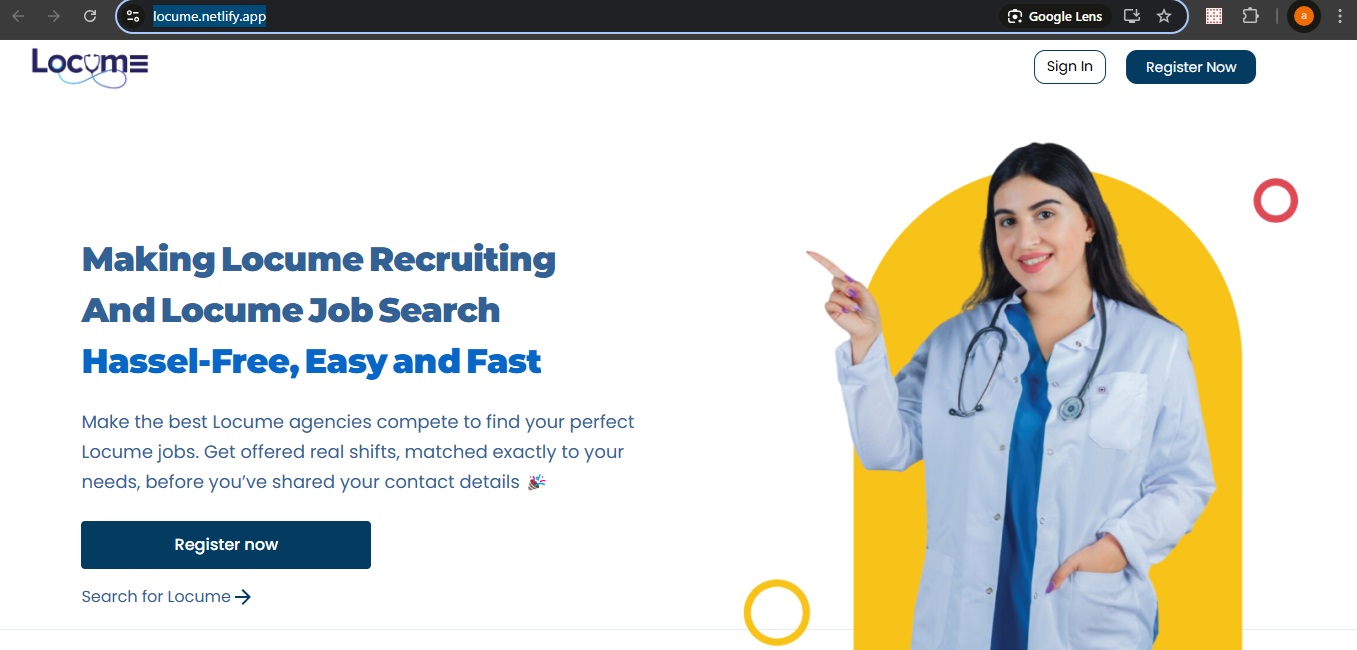 locume.netlify.app
Google Lens
a
Locume
Sign In
Register Now
Making Locume Recruiting
And Locume Job Search
Hassel-Free, Easy and Fast
Make the best Locume agencies compete to find your perfect
Locume jobs. Get offered real shifts, matched exactly to your
needs, before you’ve shared your contact details 🎉
Register now
Search for Locume →